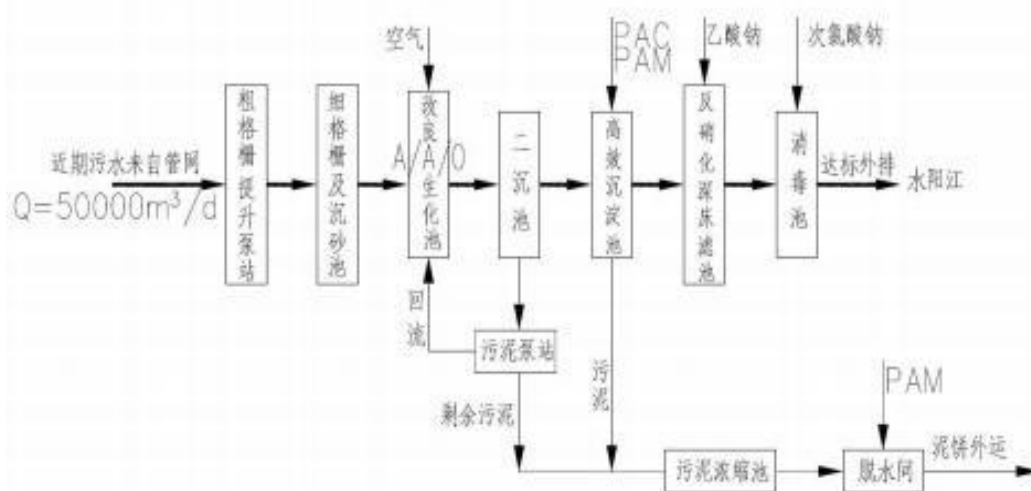 空气
PAC
PAM
乙酸钠
次氯酸钠
近期污水来自管网
Q=50000m³/d
粗格栅提升泵站
细格栅及沉砂池
改良A/A/O生化池
二沉池
高效沉淀池
反硝化深床滤池
消毒池
达标外排
水阳江
回流
污泥泵站
剩余污泥
污泥
PAM
污泥浓缩池
脱水间
泥饼外运